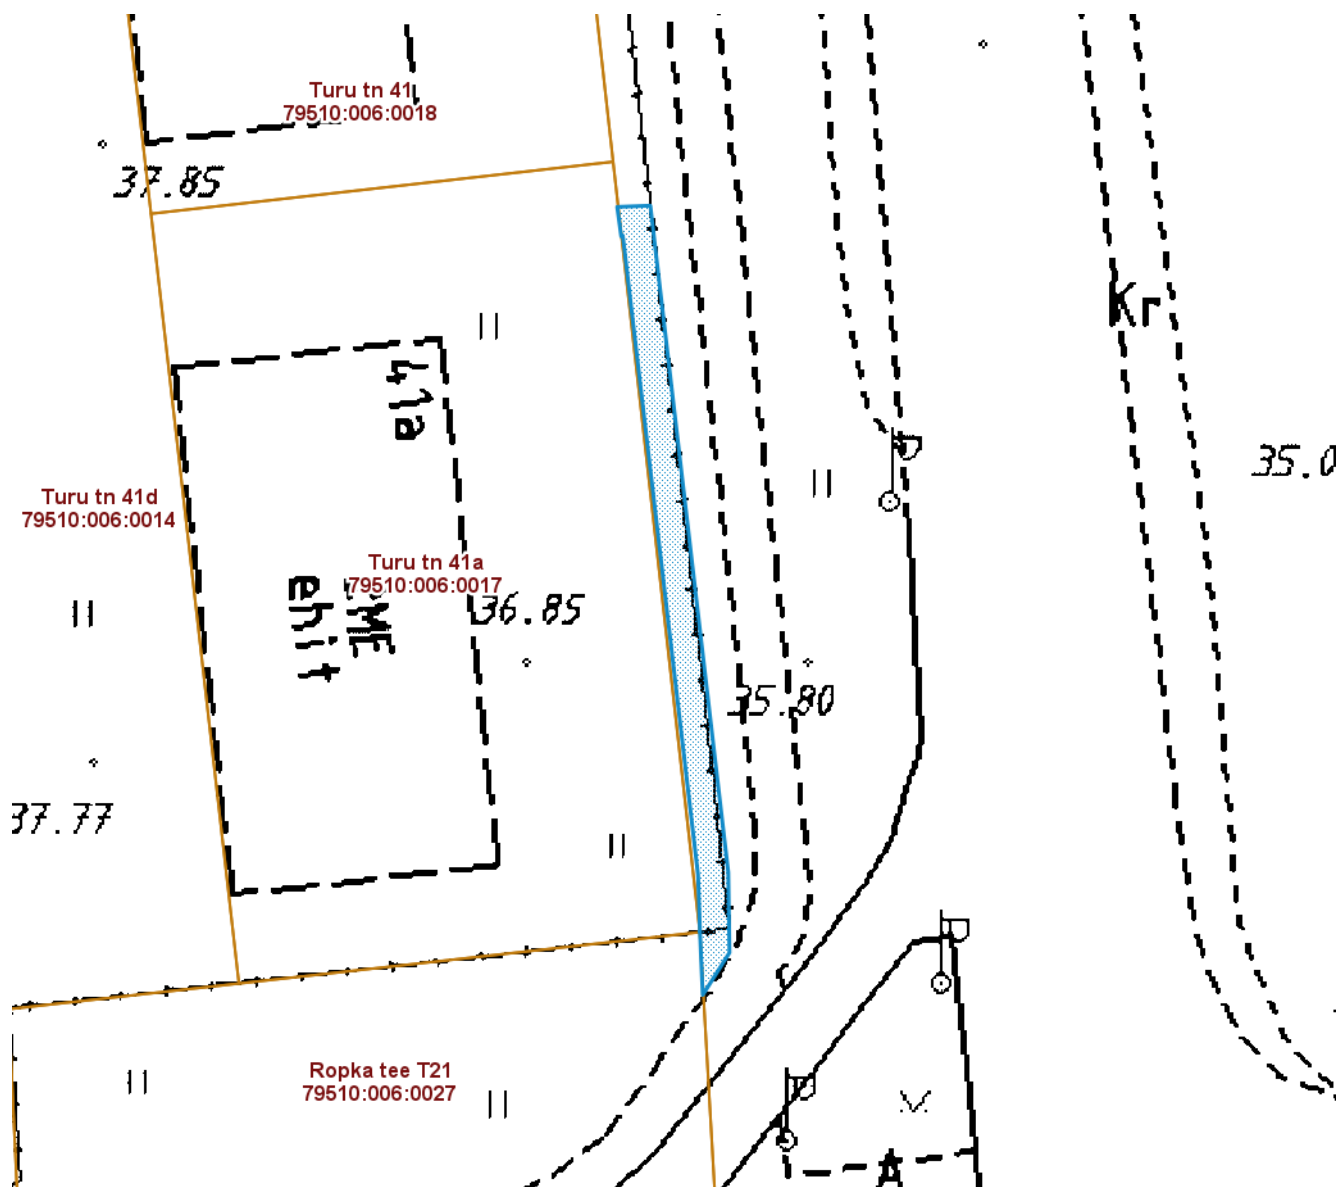 Turu tn 41
79510:006:0018
37.85
Kr
41a
35.0
Turu tn 41d
79510:006:0014
Turu tn 41a
79510:006:0017
ehit
36.85
35.80
37.77
Ropka tee T21
79510:006:0027
A